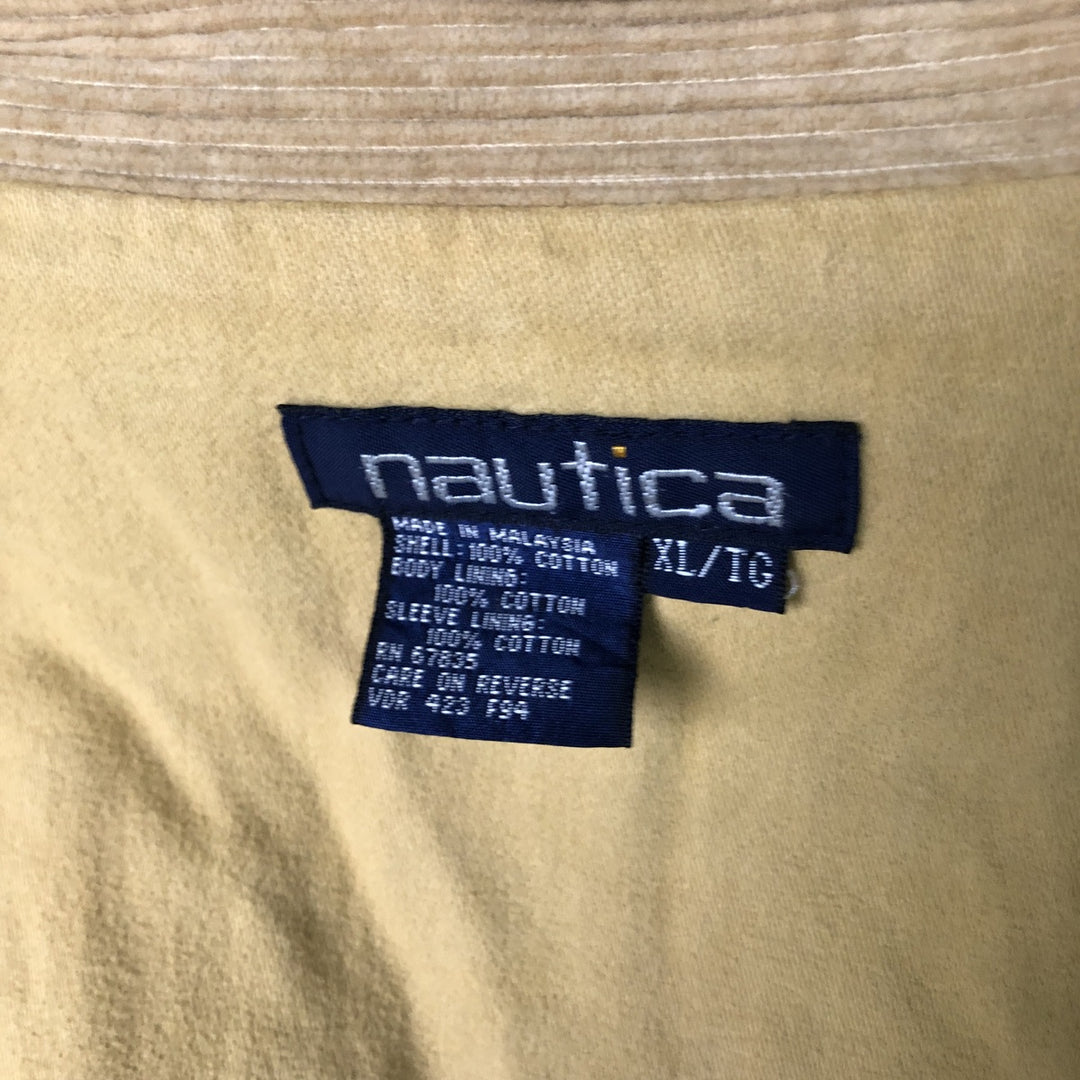 nautica
XL/TG
MADE IN MALAYSIA
SHELL: 100% COTTON
BODY LINING:
100% COTTON
SLEEVE LINING:
100% COTTON
RN 67835
CARE ON REVERSE
VDR 423 F94